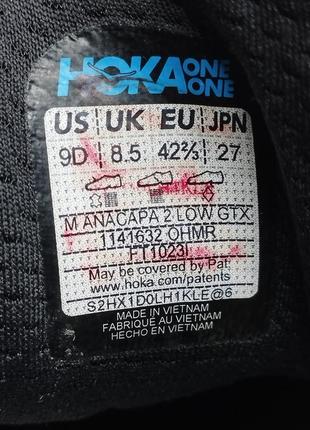 HOKA ONE ONE
US UK EU JPN
9D 8.5 42⅔ 27
M ANACAPA 2 LOW GTX
1141632 OHMR
FT1023I
May be covered by Pat:
www.hoka.com/patents
S2HX1D0LH1KLE@6
MADE IN VIETNAM
FABRIQUÉ AU VIETNAM
HECHO EN VIETNAM